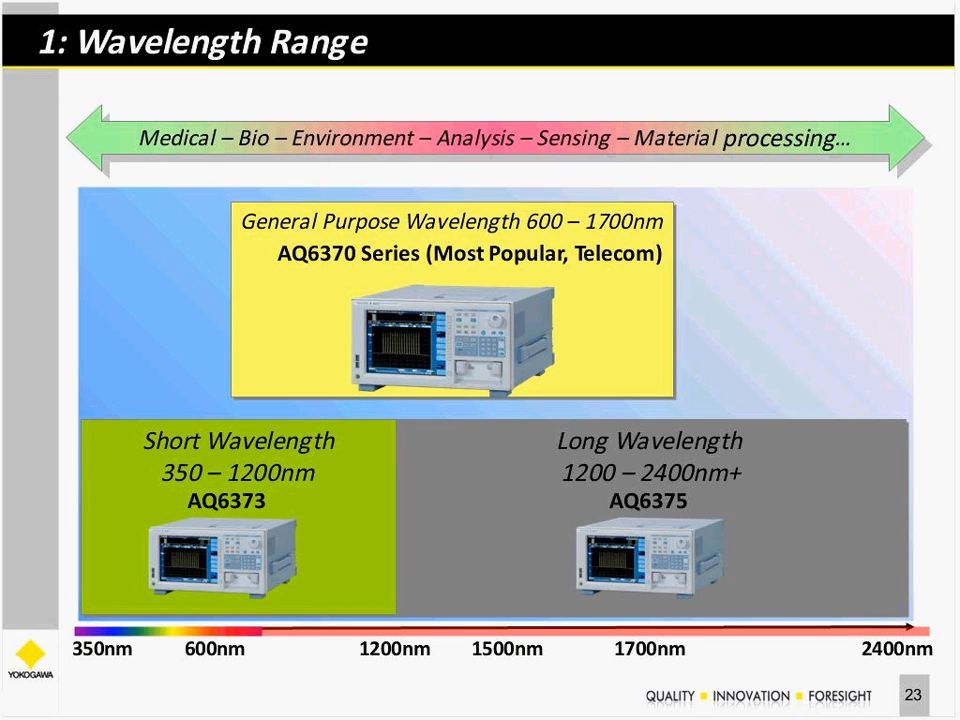 1: Wavelength Range
Medical – Bio – Environment – Analysis – Sensing – Material processing…
General Purpose Wavelength 600 – 1700nm
AQ6370 Series (Most Popular, Telecom)
Short Wavelength
350 – 1200nm
AQ6373
Long Wavelength
1200 – 2400nm+
AQ6375
350nm 600nm 1200nm 1500nm 1700nm 2400nm
YOKOGAWA
QUALITY ■ INNOVATION ■ FORESIGHT
23